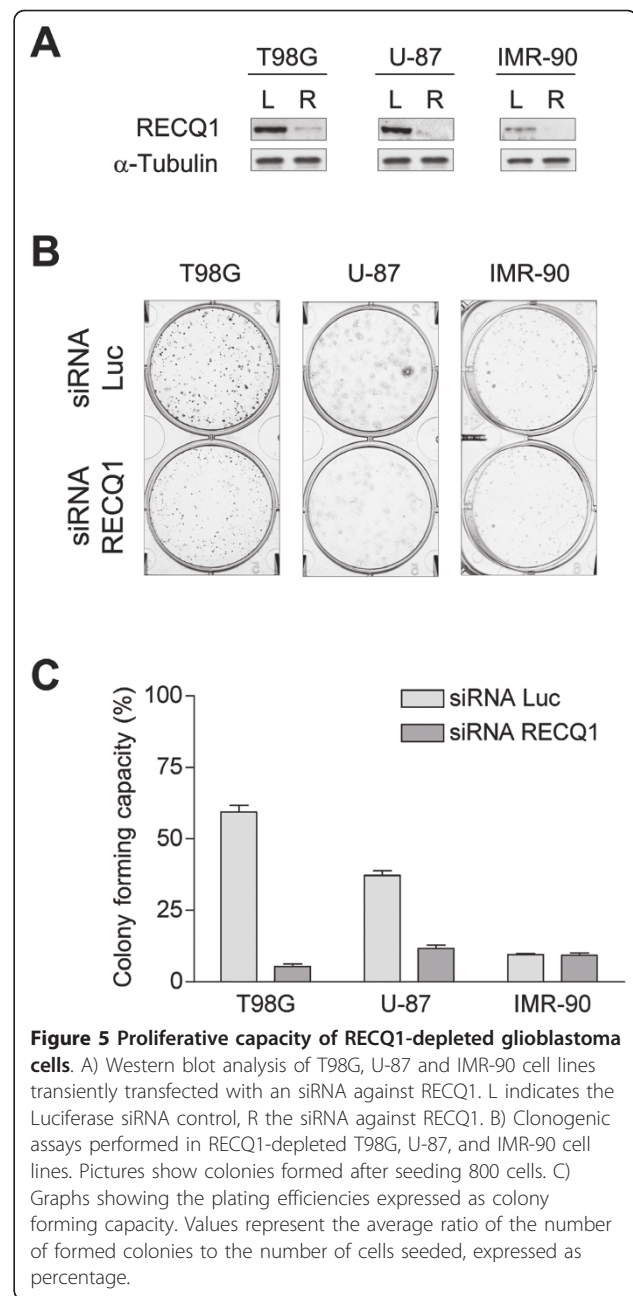 A
T98G U-87 IMR-90
L R L R L R
RECQ1
α-Tubulin
B
T98G U-87 IMR-90
siRNA Luc
siRNA RECQ1
C
Colony forming capacity (%)
100
75
50
25
0
siRNA Luc
siRNA RECQ1
T98G U-87 IMR-90
Figure 5 Proliferative capacity of RECQ1-depleted glioblastoma
cells. A) Western blot analysis of T98G, U-87 and IMR-90 cell lines
transiently transfected with an siRNA against RECQ1. L indicates the
Luciferase siRNA control, R the siRNA against RECQ1. B) Clonogenic
assays performed in RECQ1-depleted T98G, U-87, and IMR-90 cell
lines. Pictures show colonies formed after seeding 800 cells. C)
Graphs showing the plating efficiencies expressed as colony
forming capacity. Values represent the average ratio of the number
of formed colonies to the number of cells seeded, expressed as
percentage.